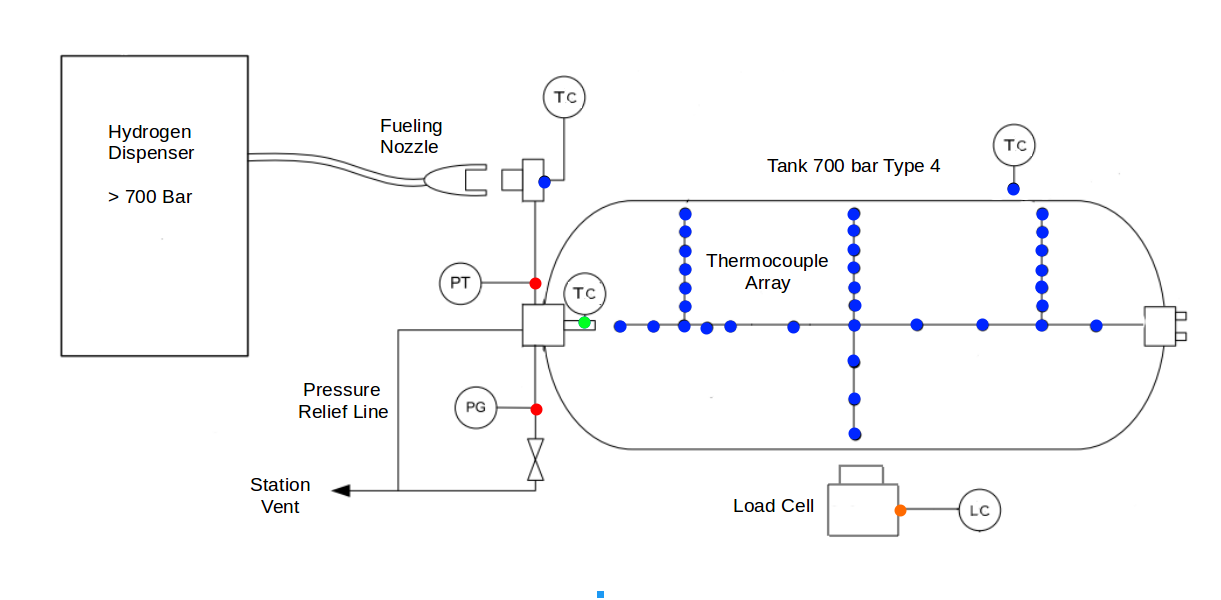 TC
Fueling
Nozzle
Hydrogen
Dispenser
> 700 Bar
TC
Tank 700 bar Type 4
Thermocouple
Array
PT
TC
Pressure
Relief Line
PG
Station
Vent
Load Cell
LC